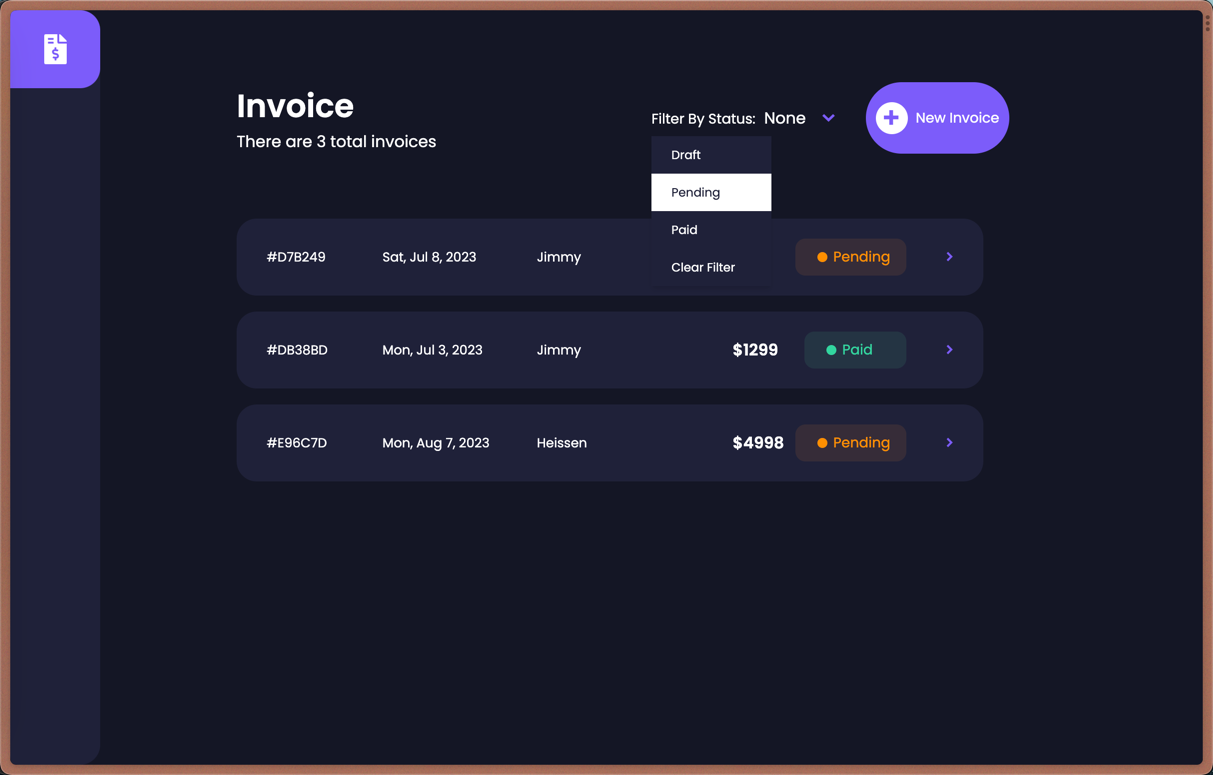 $
Invoice
There are 3 total invoices
Filter By Status: None
New Invoice
Draft
Pending
Paid
Clear Filter
#D7B249 Sat, Jul 8, 2023 Jimmy Pending
#DB38BD Mon, Jul 3, 2023 Jimmy $1299 Paid
#E96C7D Mon, Aug 7, 2023 Heissen $4998 Pending